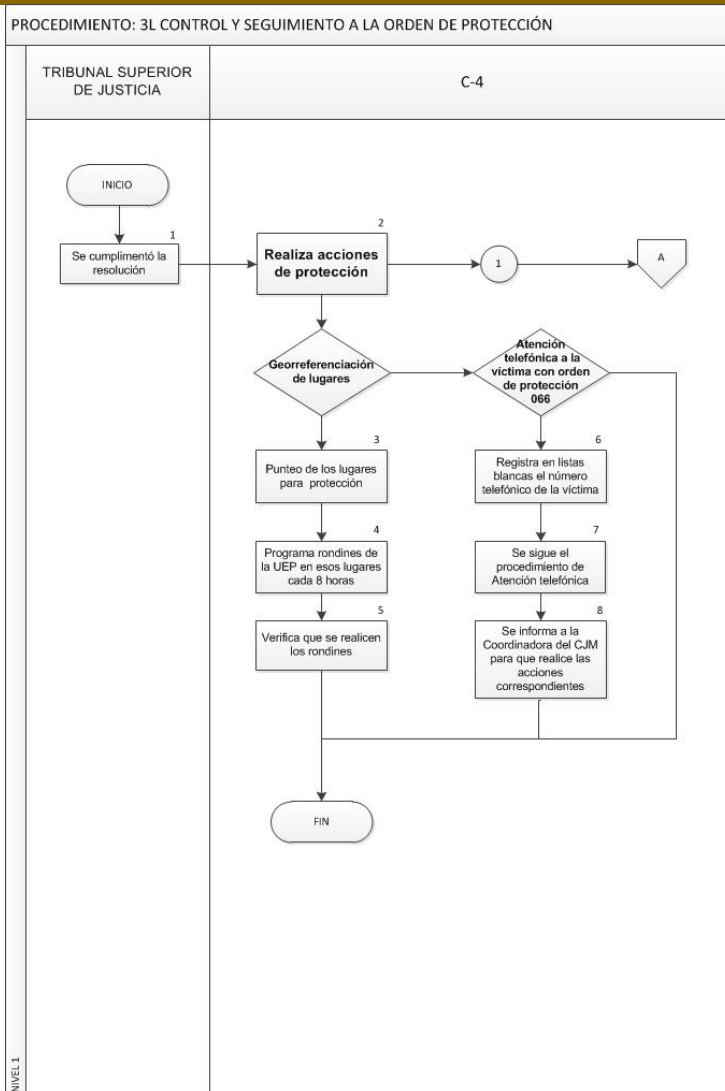 PROCEDIMIENTO: 3L CONTROL Y SEGUIMIENTO A LA ORDEN DE PROTECCIÓN
TRIBUNAL SUPERIOR
DE JUSTICIA
C-4
INICIO
1
Se cumplimentó la
resolución
2
Realiza acciones
de protección
1
A
Georreferenciación
de lugares
Atención
telefónica a la
víctima con orden
de protección
066
3
Punteo de los lugares
para protección
4
Programa rondines de
la UEP en esos lugares
cada 8 horas
5
Verifica que se realicen
los rondines
6
Registra en listas
blancas el número
telefónico de la víctima
7
Se sigue el
procedimiento de
Atención telefónica
8
Se informa a la
Coordinadora del CJM
para que realice las
acciones
correspondientes
FIN
NIVEL 1